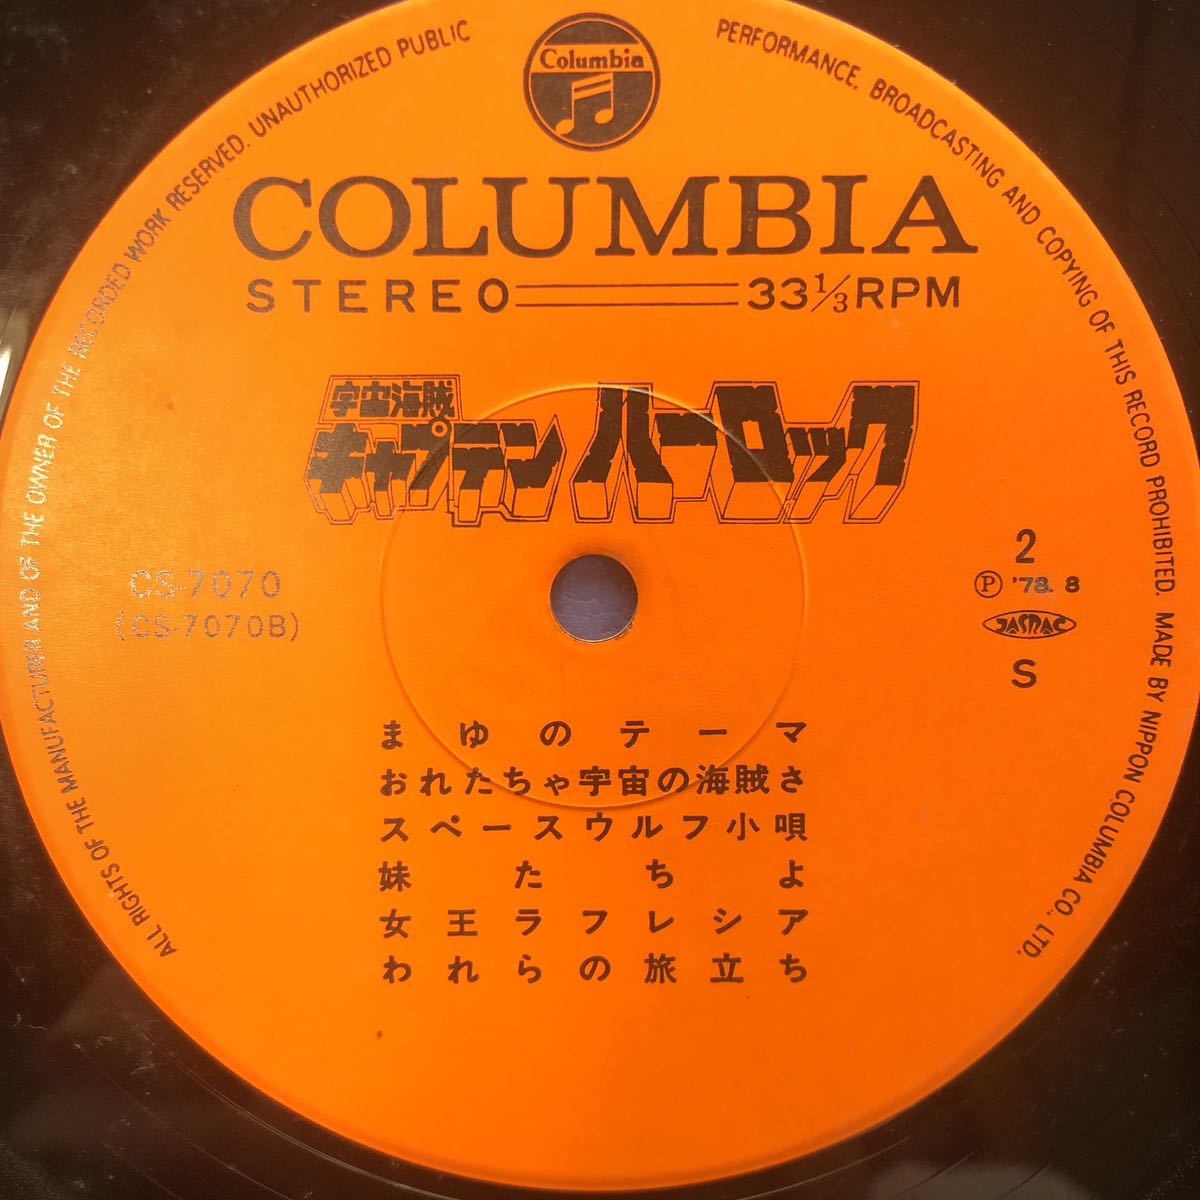 ALL RIGHTS OF THE MANUFACTURER AND OF THE OWNER OF THE RECORDED WORK RESERVED. UNAUTHORIZED PUBLIC PERFORMANCE. BROADCASTING AND COPYING OF THIS RECORD PROHIBITED. MADE BY NIPPON COLUMBIA CO., LTD.
Columbia
COLUMBIA
STEREO 33⅓RPM
宇宙海賊
キャプテン ハーロック
CS-7070
(CS-7070B)
2
Ⓟ '78. 8
JASRAC
S
まゆのテーマ
おれたちゃ宇宙の海賊さ
スペースウルフ小唄
妹たちよ
女王ラフレシア
われらの旅立ち